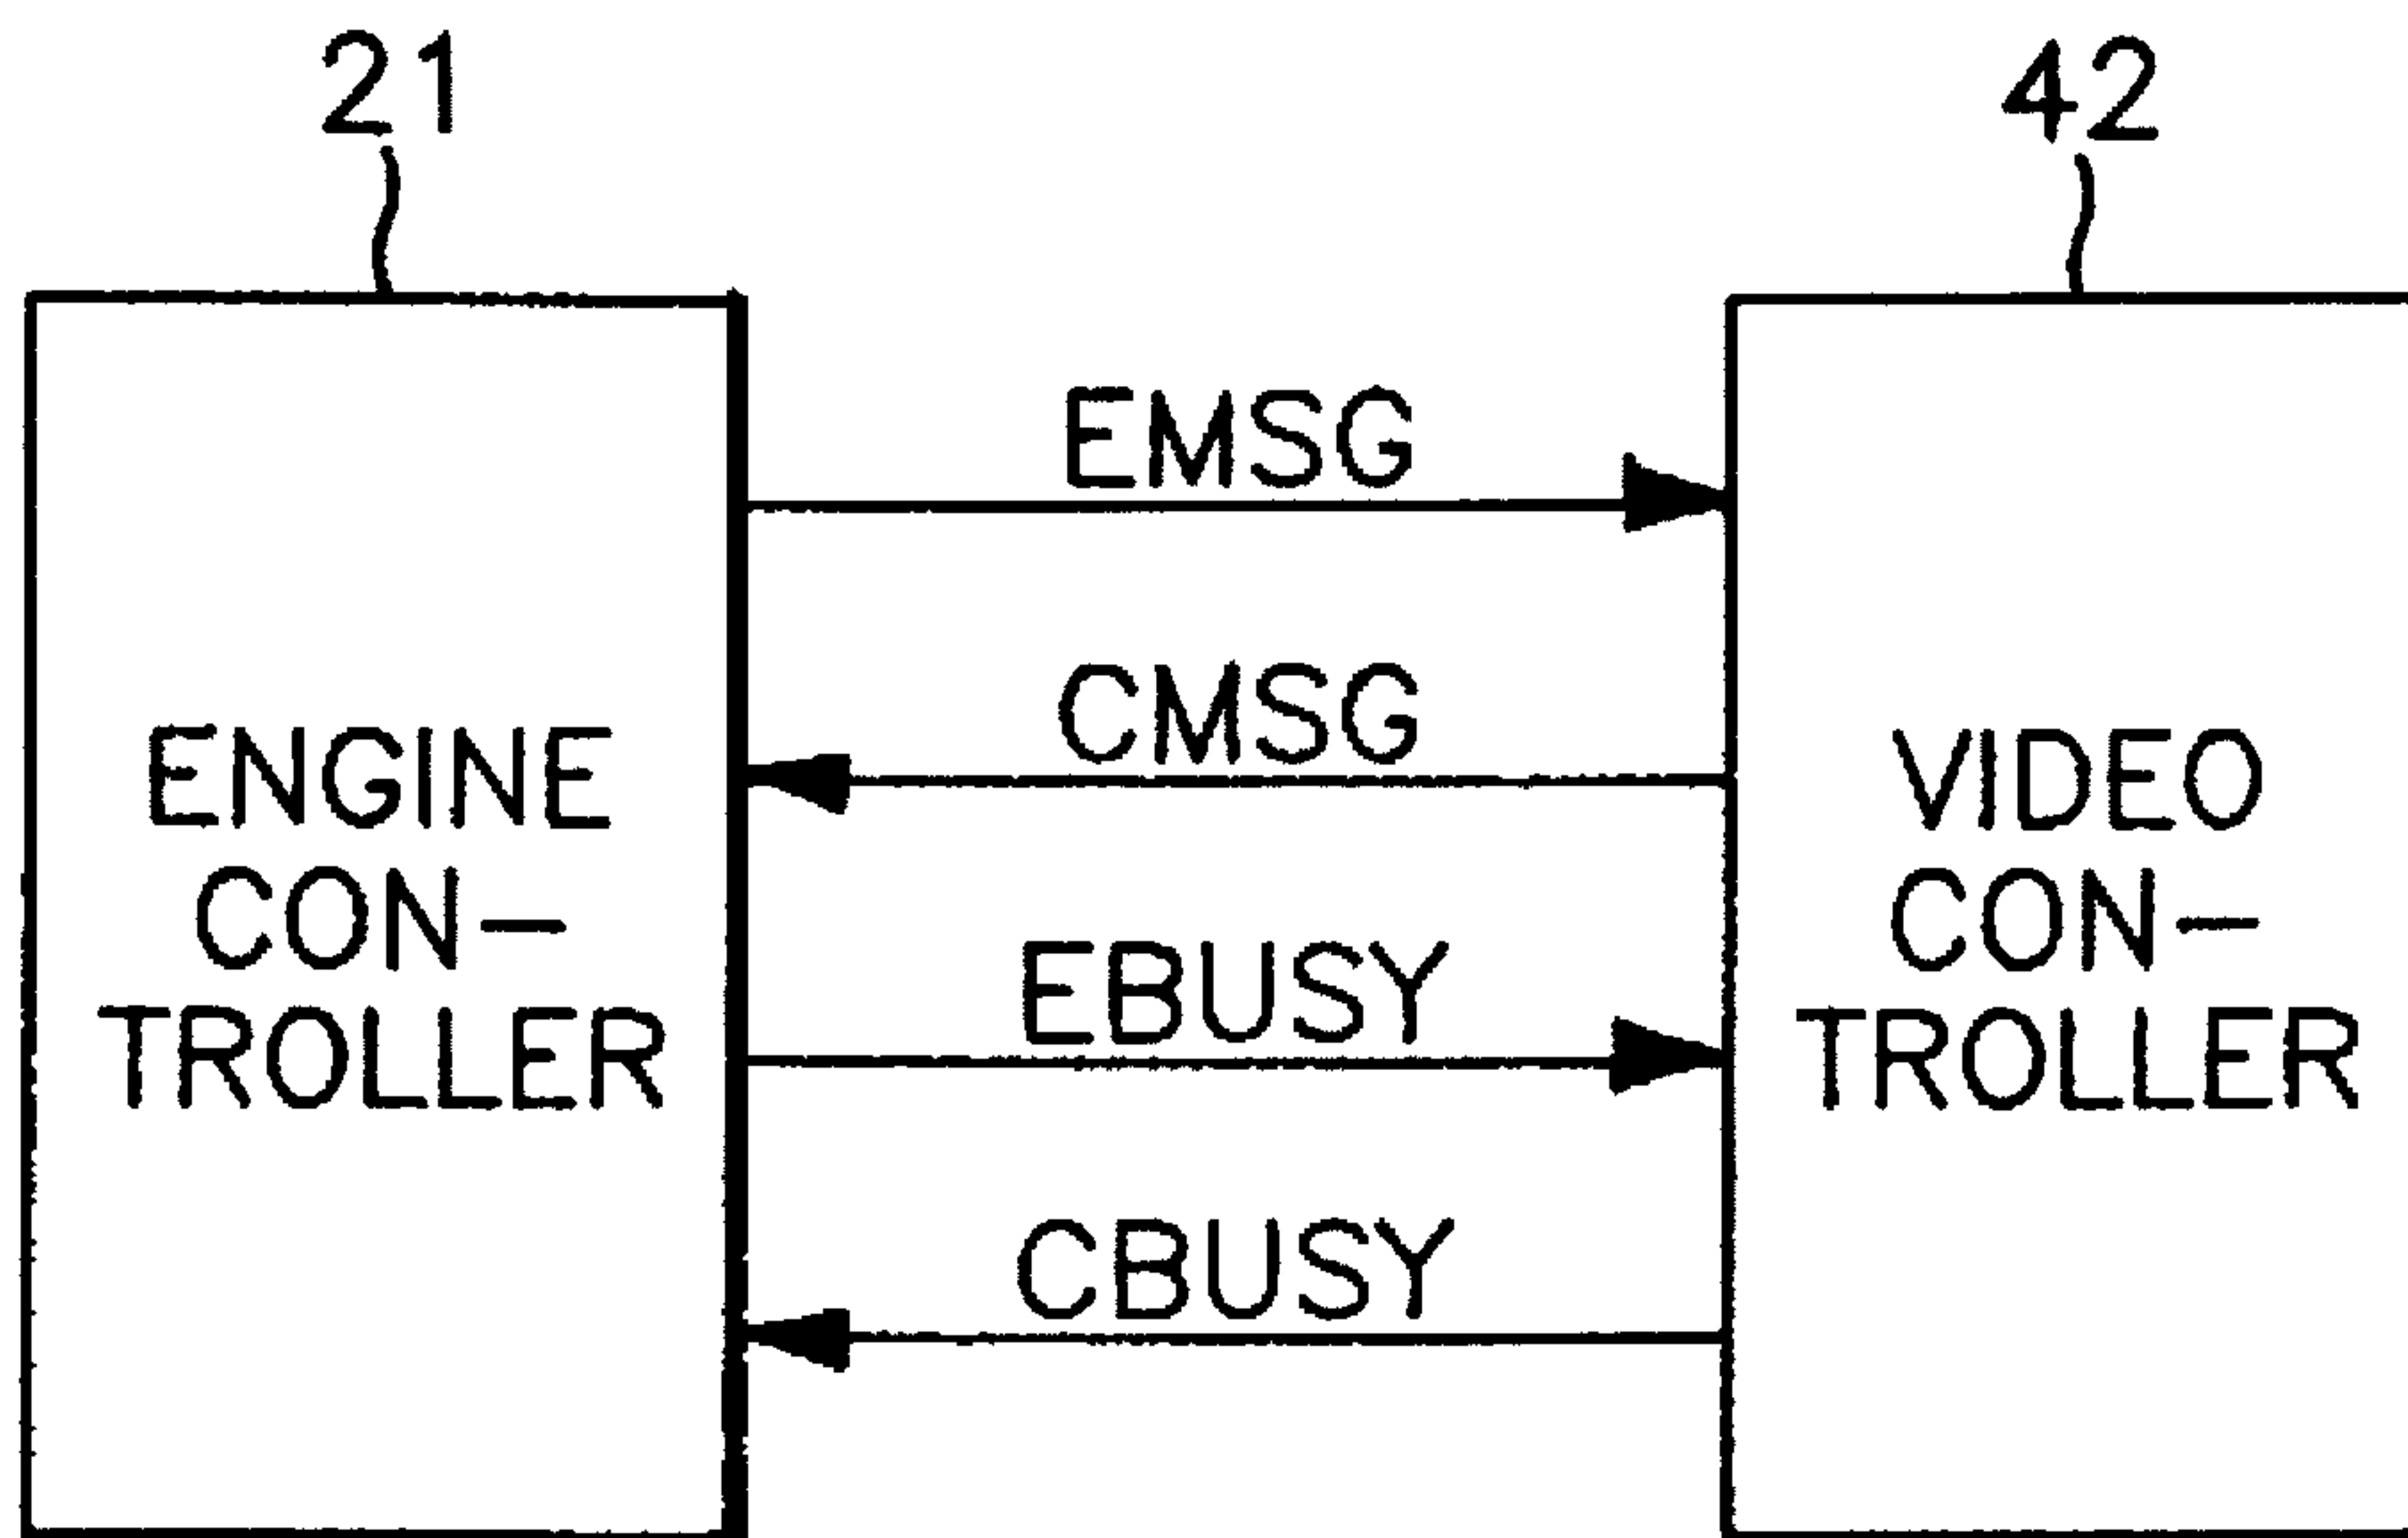 21
42
EMSG
CMSG
EBUSY
CBUSY
ENGINE
CON-
TROLLER
VIDEO
CON-
TROLLER